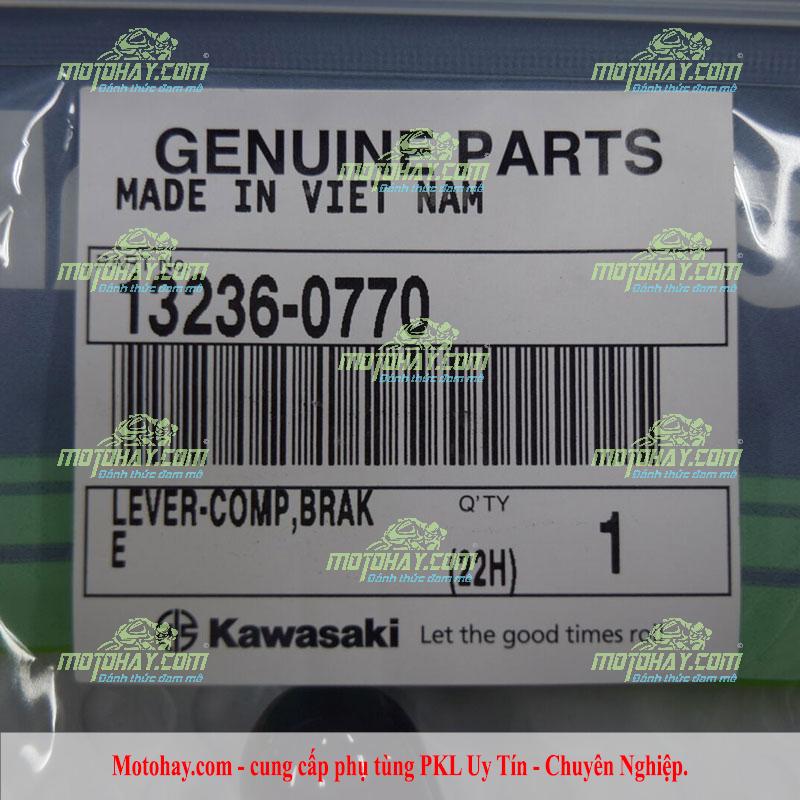 GENUINE PARTS
MADE IN VIET NAM
13236-0770
LEVER-COMP,BRAK
E
Q'TY
(22H)
1
Kawasaki
Let the good times roll
MOTOHAY.COM
Đánh thức đam mê
Motohay.com - cung cấp phụ tùng PKL Uy Tín - Chuyên Nghiệp.